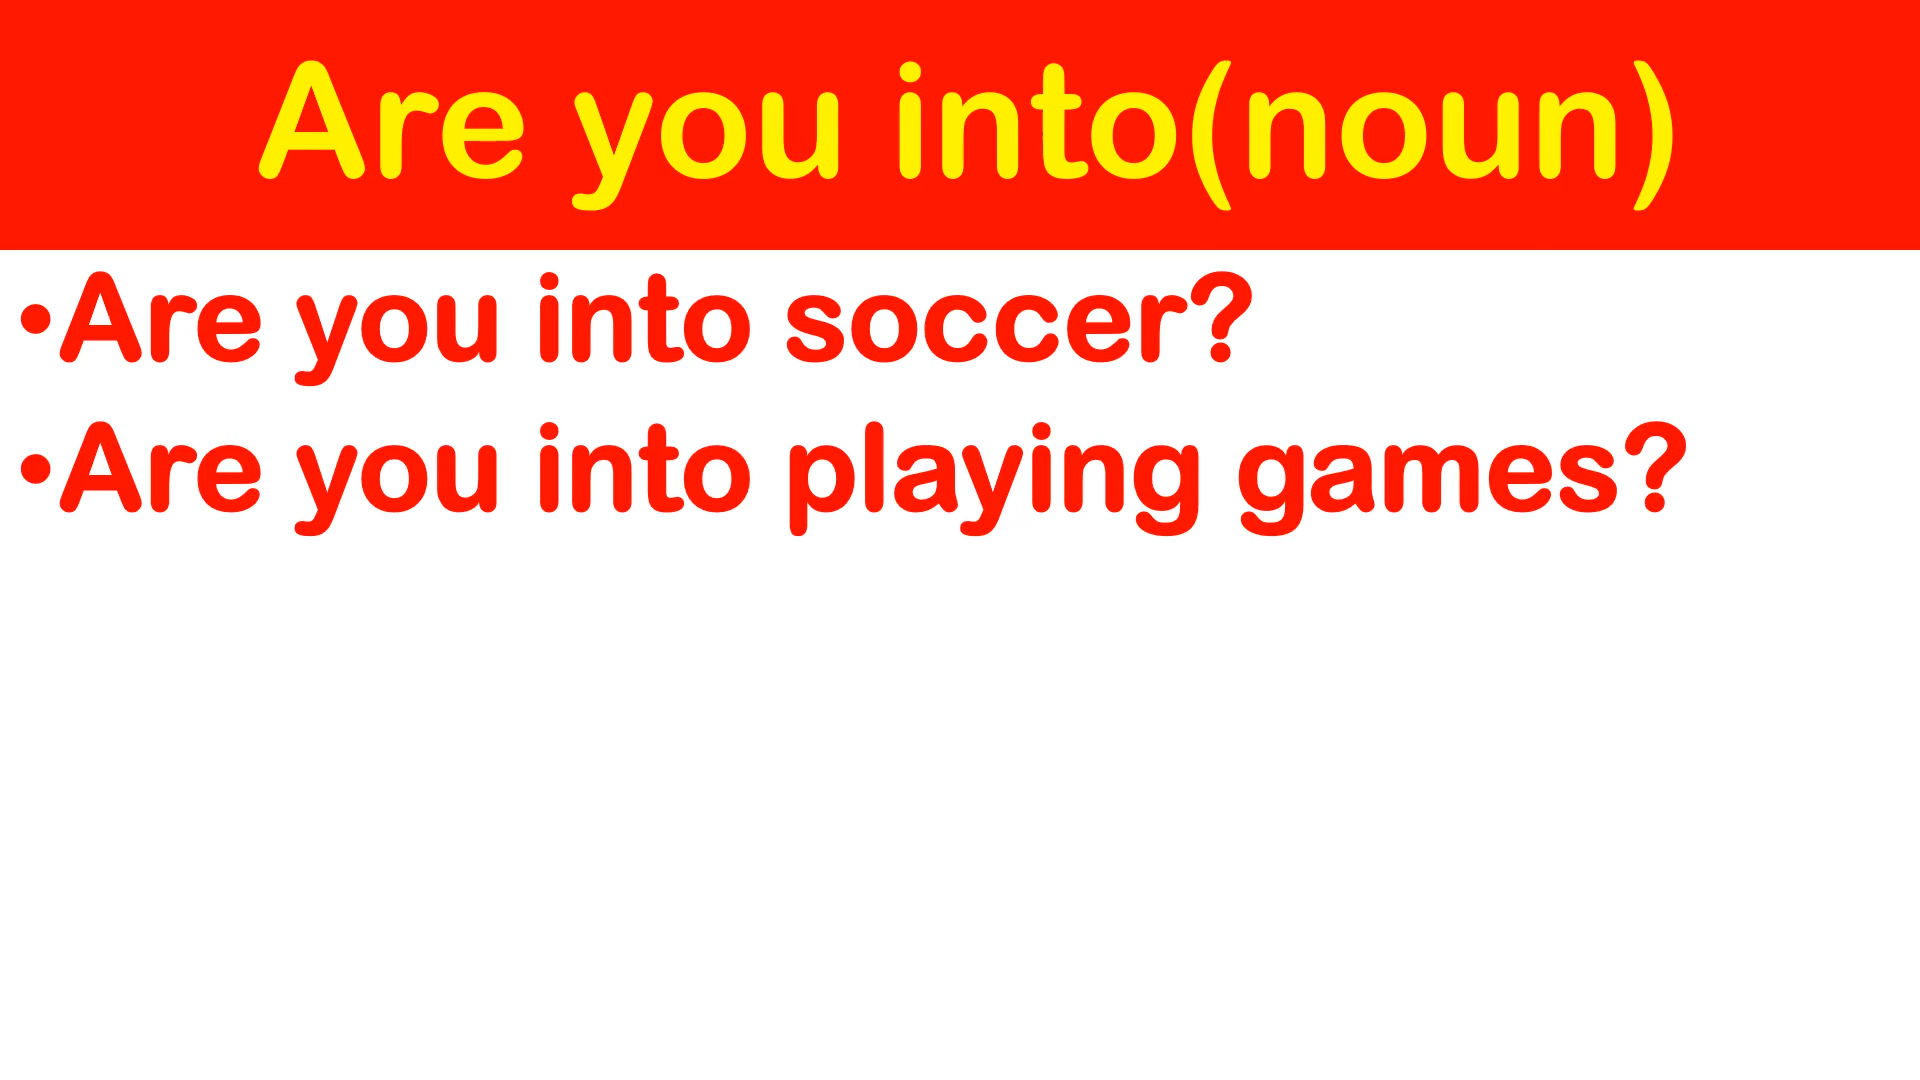 Are you into(noun)
•Are you into soccer?
•Are you into playing games?